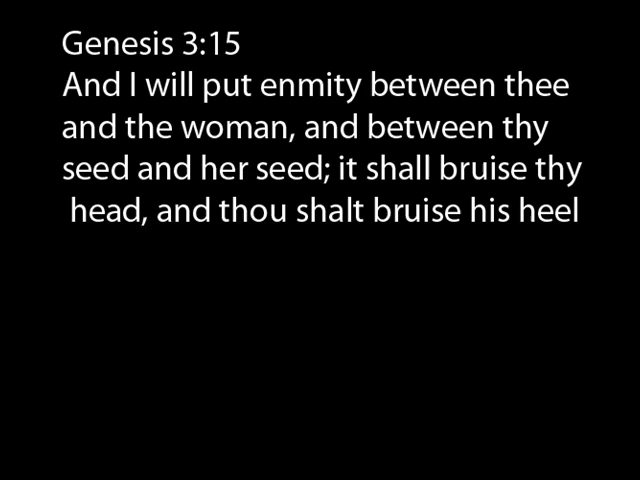 Genesis 3:15
And I will put enmity between thee
and the woman, and between thy
seed and her seed; it shall bruise thy
head, and thou shalt bruise his heel